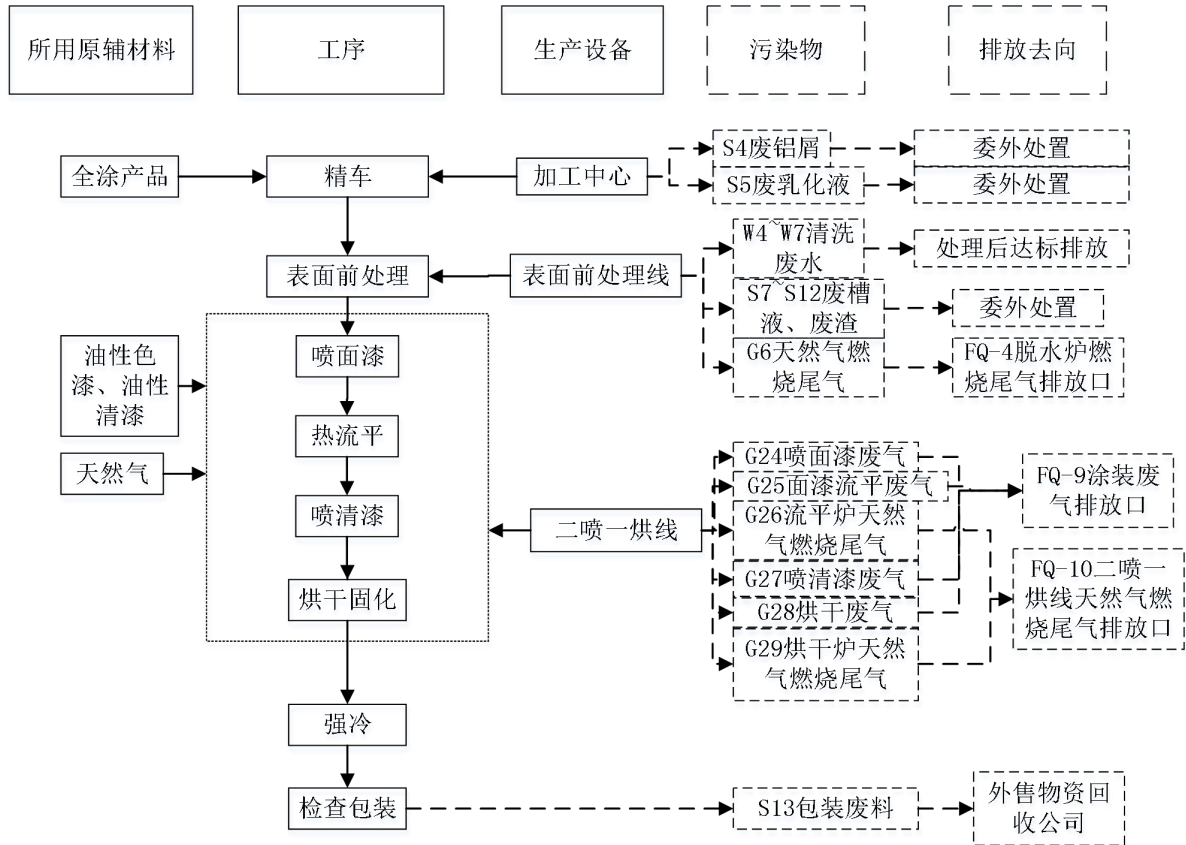 所用原辅材料
工序
生产设备
污染物
排放去向
全涂产品
精车
加工中心
S4废铝屑
委外处置
S5废乳化液
委外处置
表面前处理
表面前处理线
W4~W7清洗
废水
处理后达标排放
S7~S12废槽
液、废渣
委外处置
G6天然气燃
烧尾气
FQ-4脱水炉燃
烧尾气排放口
油性色
漆、油性
清漆
天然气
喷面漆
热流平
喷清漆
烘干固化
二喷一烘线
G24喷面漆废气
G25面漆流平废气
G26流平炉天然
气燃烧尾气
G27喷清漆废气
G28烘干废气
G29烘干炉天然
气燃烧尾气
FQ-9涂装废
气排放口
FQ-10二喷一
烘线天然气燃
烧尾气排放口
强冷
检查包装
S13包装废料
外售物资回
收公司